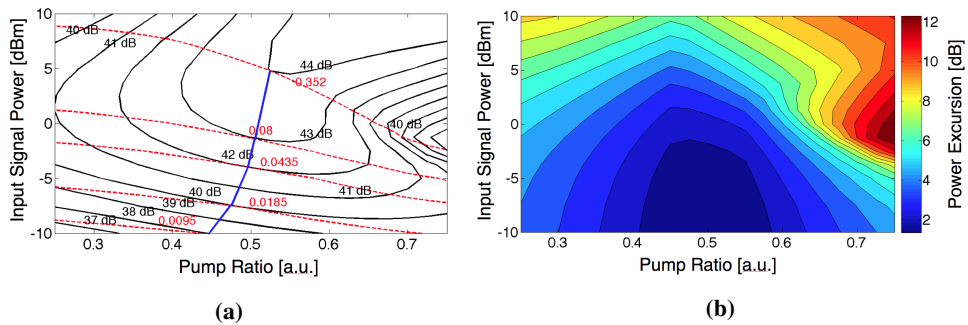 10
5
0
-5
-10
Input Signal Power [dBm]
40 dB
41 dB
44 dB
0.352
40 dB
0.08
43 dB
42 dB
0.0435
41 dB
40 dB
39 dB
0.0185
38 dB
37 dB
0.0095
0.3 0.4 0.5 0.6 0.7
Pump Ratio [a.u.]
(a)
10
5
0
-5
-10
Input Signal Power [dBm]
0.3 0.4 0.5 0.6 0.7
Pump Ratio [a.u.]
12
10
8
6
4
2
Power Excursion [dB]
(b)